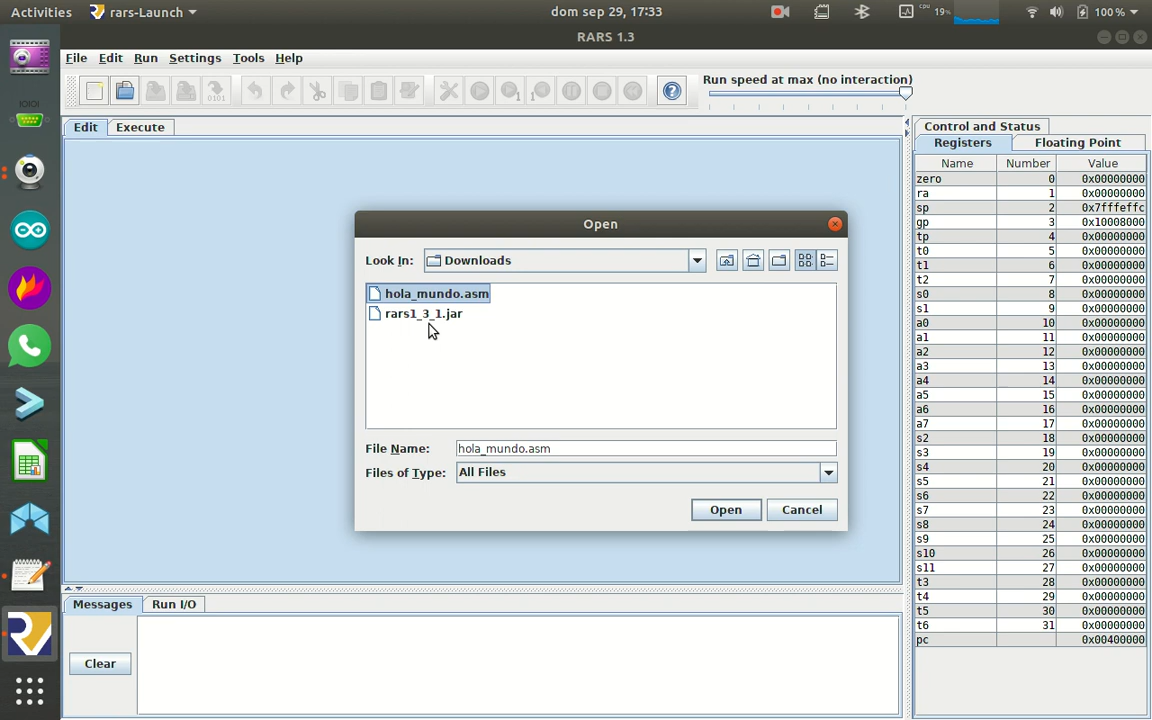 Activities rars-Launch dom sep 29, 17:33 cpu 19% 100%
RARS 1.3
File Edit Run Settings Tools Help
Run speed at max (no interaction)
Edit Execute
Open
Look In: Downloads
hola_mundo.asm
rars1_3_1.jar
File Name: hola_mundo.asm
Files of Type: All Files
Open Cancel
Messages Run I/O
Clear
Control and Status
Registers Floating Point
Name Number Value
zero 0 0x00000000
ra 1 0x00000000
sp 2 0x7fffeffc
gp 3 0x10008000
tp 4 0x00000000
t0 5 0x00000000
t1 6 0x00000000
t2 7 0x00000000
s0 8 0x00000000
s1 9 0x00000000
a0 10 0x00000000
a1 11 0x00000000
a2 12 0x00000000
a3 13 0x00000000
a4 14 0x00000000
a5 15 0x00000000
a6 16 0x00000000
a7 17 0x00000000
s2 18 0x00000000
s3 19 0x00000000
s4 20 0x00000000
s5 21 0x00000000
s6 22 0x00000000
s7 23 0x00000000
s8 24 0x00000000
s9 25 0x00000000
s10 26 0x00000000
s11 27 0x00000000
t3 28 0x00000000
t4 29 0x00000000
t5 30 0x00000000
t6 31 0x00000000
pc 0x00400000